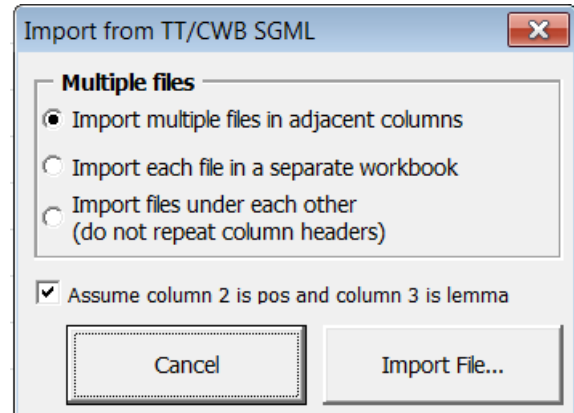 Import from TT/CWB SGML
Multiple files
Import multiple files in adjacent columns
Import each file in a separate workbook
Import files under each other
(do not repeat column headers)
Assume column 2 is pos and column 3 is lemma
Cancel
Import File...